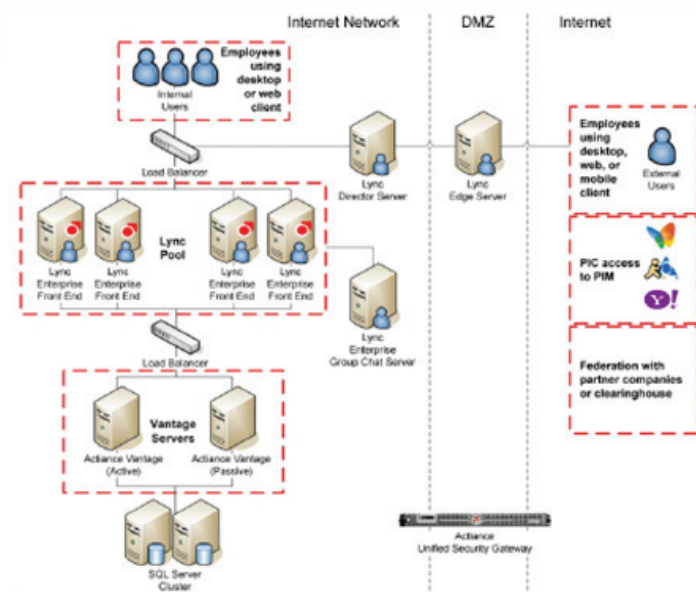 Internet Network
DMZ
Internet
Employees
using
desktop
or web
client
Internal
Users
Load Balancer
Lync
Director Server
Lync
Edge Server
Employees
using
desktop,
web, or
mobile
client
External
Users
Lync
Enterprise
Front End
Lync
Enterprise
Front End
Lync
Pool
Lync
Enterprise
Front End
Lync
Enterprise
Front End
PIC access
to PIM
Y!
Load Balancer
Lync
Enterprise
Group Chat Server
Federation with
partner companies
or clearinghouse
Vantage
Servers
Actiance Vantage
(Active)
Actiance Vantage
(Passive)
SQL Server
Cluster
Actiance
Unified Security Gateway